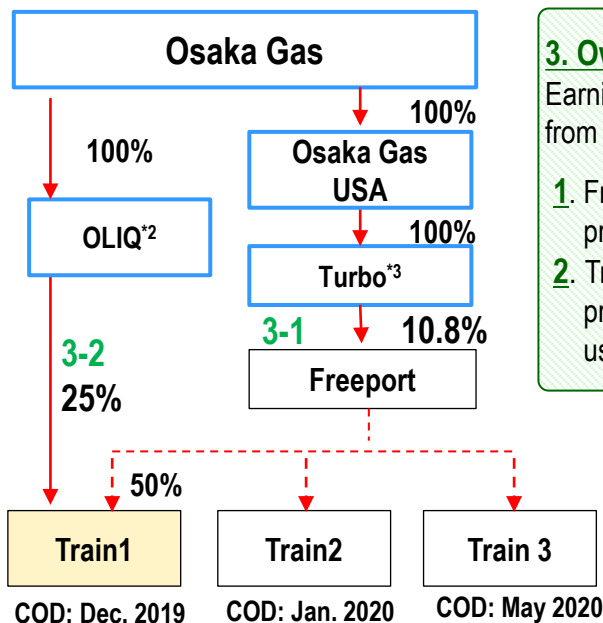 Osaka Gas
100%
100%
Osaka Gas
USA
OLIQ*2
100%
Turbo*3
3-1
10.8%
3-2
25%
Freeport
50%
Train1
Train2
Train 3
COD: Dec. 2019
COD: Jan. 2020
COD: May 2020
3.
Earni
from
1. Fr
pr
2. Tr
pr
us